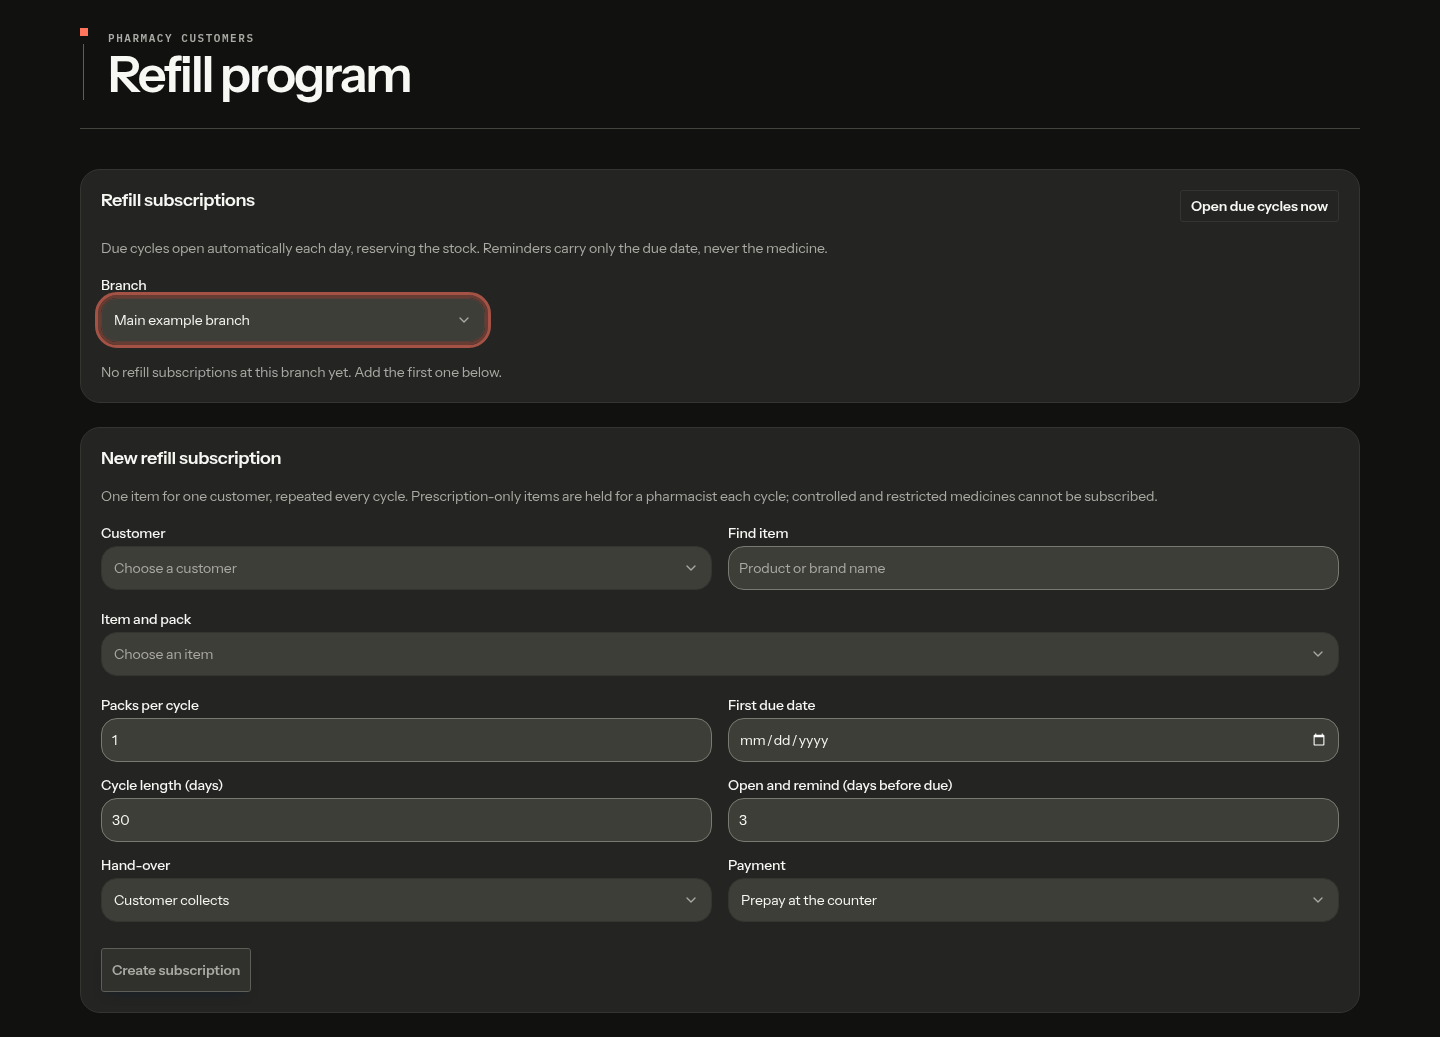 PHARMACY CUSTOMERS
Refill program
Refill subscriptions
Open due cycles now
Due cycles open automatically each day, reserving the stock. Reminders carry only the due date, never the medicine.
Branch
Main example branch
No refill subscriptions at this branch yet. Add the first one below.
New refill subscription
One item for one customer, repeated every cycle. Prescription-only items are held for a pharmacist each cycle; controlled and restricted medicines cannot be subscribed.
Customer
Find item
Choose a customer
Product or brand name
Item and pack
Choose an item
Packs per cycle
First due date
1
mm/dd/yyyy
Cycle length (days)
Open and remind (days before due)
30
3
Hand-over
Payment
Customer collects
Prepay at the counter
Create subscription